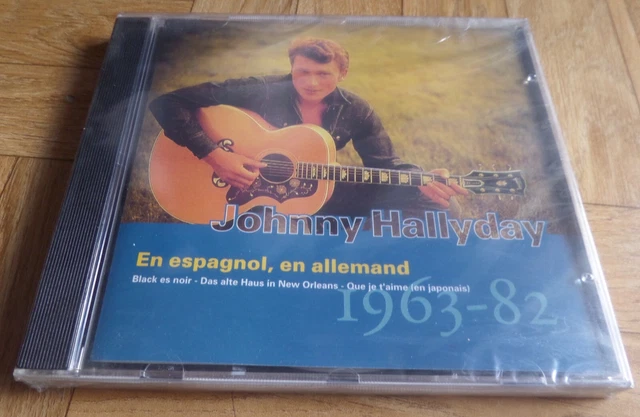 Johnny Hallyday
En espagnol, en allemand
Black es noir - Das alte Haus in New Orleans - Que je t'aime (en japonais)
1963-82